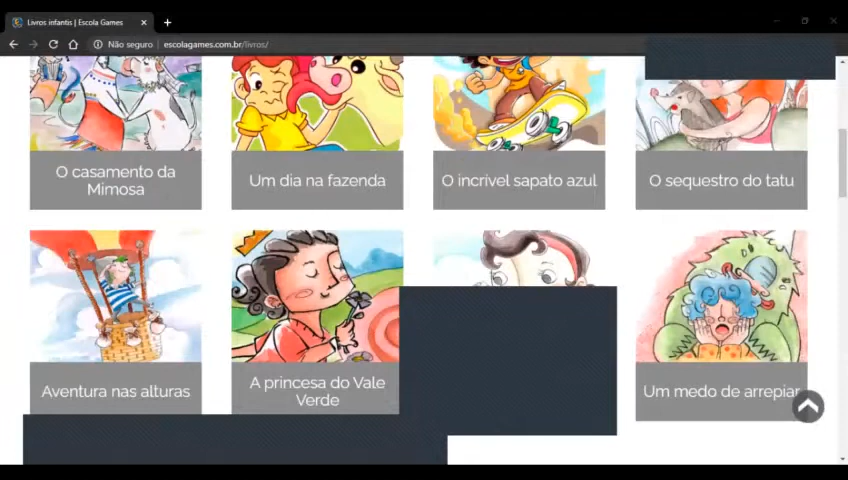 Livros infantis | Escola Games
Não seguro
escolagames.com.br/livros/
O casamento da
Mimosa
Um dia na fazenda
O incrivel sapato azul
O sequestro do tatu
Aventura nas alturas
A princesa do Vale
Verde
Um medo de arrepiar